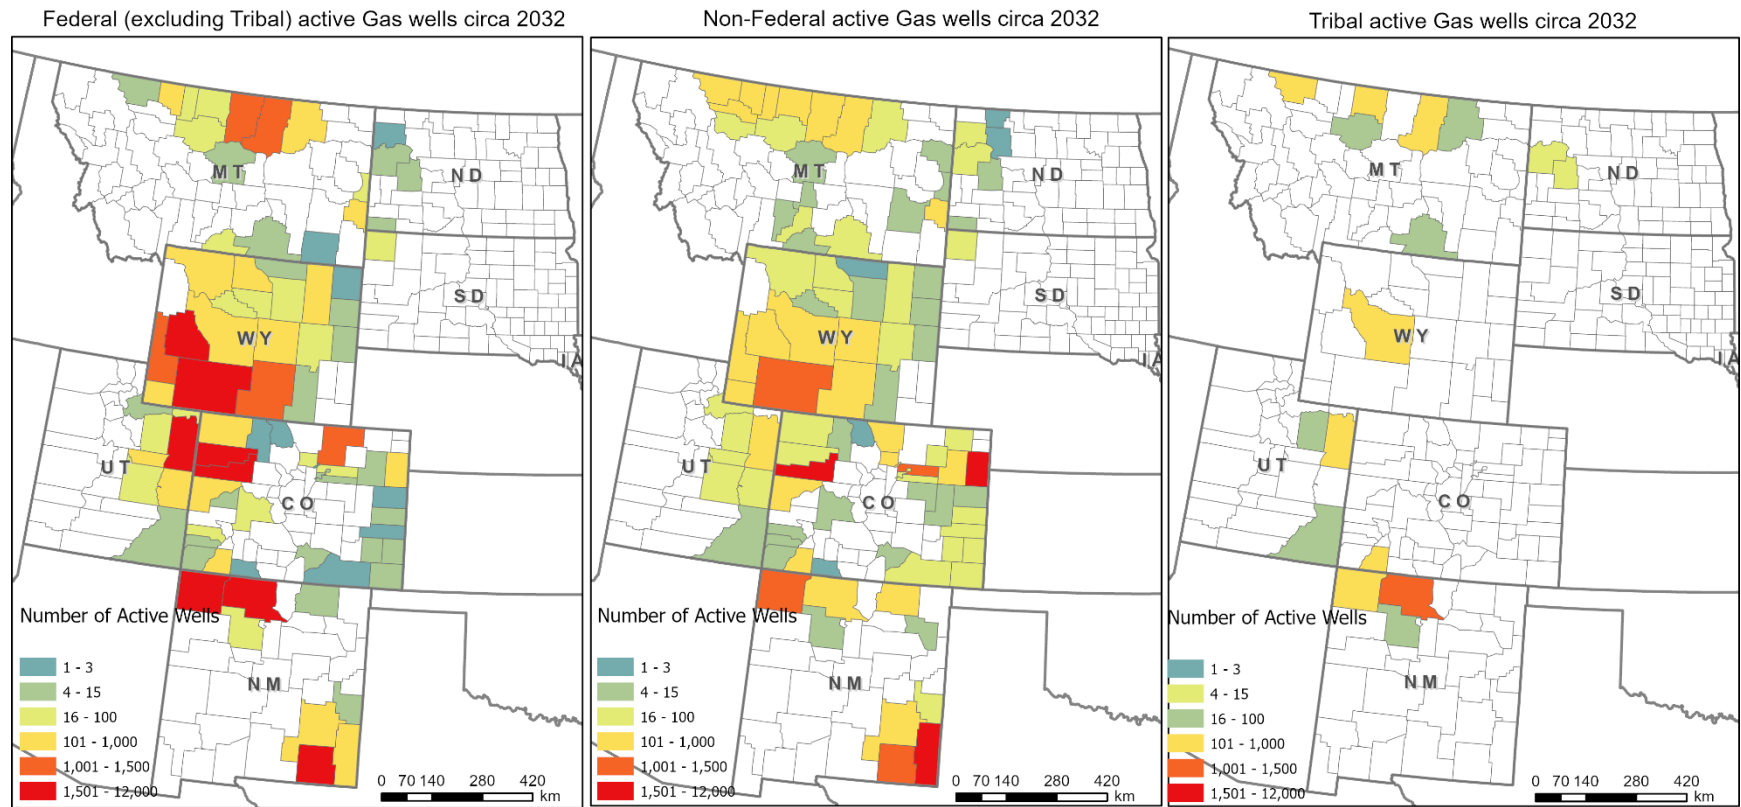 Federal (excluding Tribal) active Gas wells circa 2032
MT
ND
SD
WY
IA
UT
CO
NM
Number of Active Wells
1 - 3
4 - 15
16 - 100
101 - 1,000
1,001 - 1,500
1,501 - 12,000
0 70 140 280 420
km
Non-Federal active Gas wells circa 2032
MT
ND
SD
WY
IA
UT
CO
NM
Number of Active Wells
1 - 3
4 - 15
16 - 100
101 - 1,000
1,001 - 1,500
1,501 - 12,000
0 70 140 280 420
km
Tribal active Gas wells circa 2032
MT
ND
SD
WY
IA
UT
CO
NM
Number of Active Wells
1 - 3
4 - 15
16 - 100
101 - 1,000
1,001 - 1,500
1,501 - 12,000
0 70 140 280 420
km